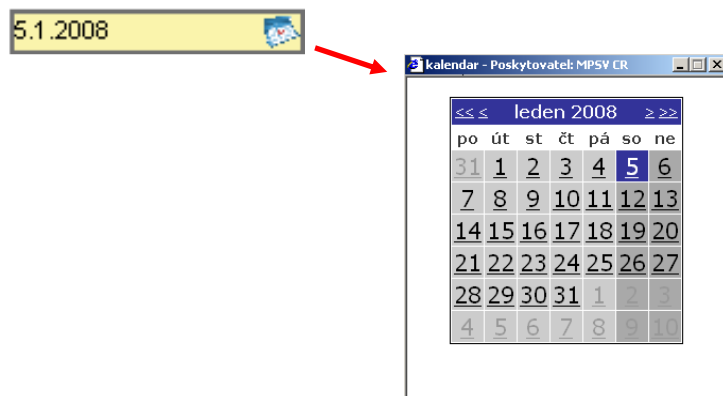 5.1.2008
kalendar - Poskytovatel: MPSV CR
<< < leden 2008 > >>
po út st čt pá so ne
31 1 2 3 4 5 6
7 8 9 10 11 12 13
14 15 16 17 18 19 20
21 22 23 24 25 26 27
28 29 30 31 1 2 3
4 5 6 7 8 9 10